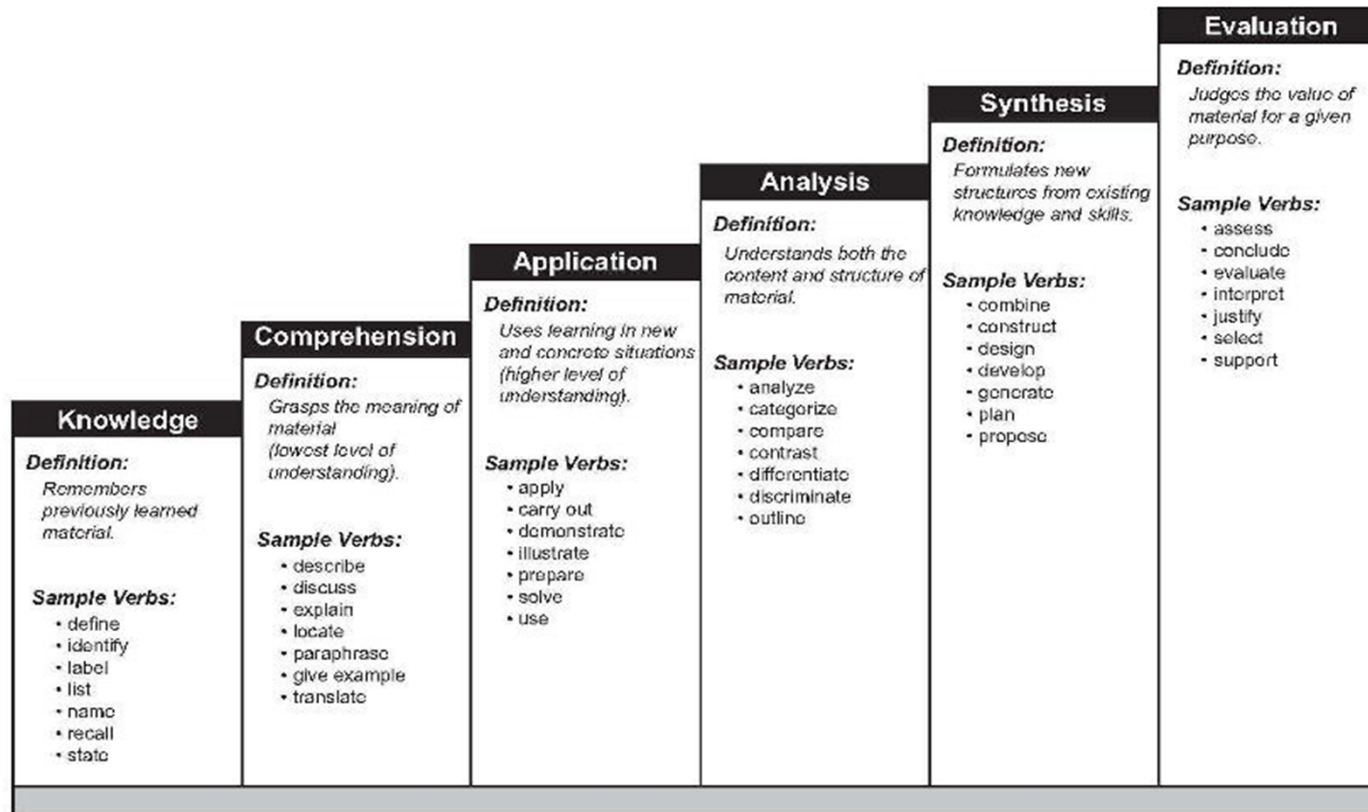 Knowledge
Definition:
Remembers
previously learned
material.
Sample Verbs:
• define
• identify
• label
• list
• name
• recall
• state
Comprehension
Definition:
Grasps the meaning of
material
(lowest level of
understanding).
Sample Verbs:
• describe
• discuss
• explain
• locate
• paraphrase
• give example
• translate
Application
Definition:
Uses learning in new
and concrete situations
(higher level of
understanding).
Sample Verbs:
• apply
• carry out
• demonstrate
• illustrate
• prepare
• solve
• use
Analysis
Definition:
Understands both the
content and structure of
material.
Sample Verbs:
• analyze
• categorize
• compare
• contrast
• differentiate
• discriminate
• outline
Synthesis
Definition:
Formulates new
structures from existing
knowledge and skills.
Sample Verbs:
• combine
• construct
• design
• develop
• generate
• plan
• propose
Evaluation
Definition:
Judges the value of
material for a given
purpose.
Sample Verbs:
• assess
• conclude
• evaluate
• interpret
• justify
• select
• support